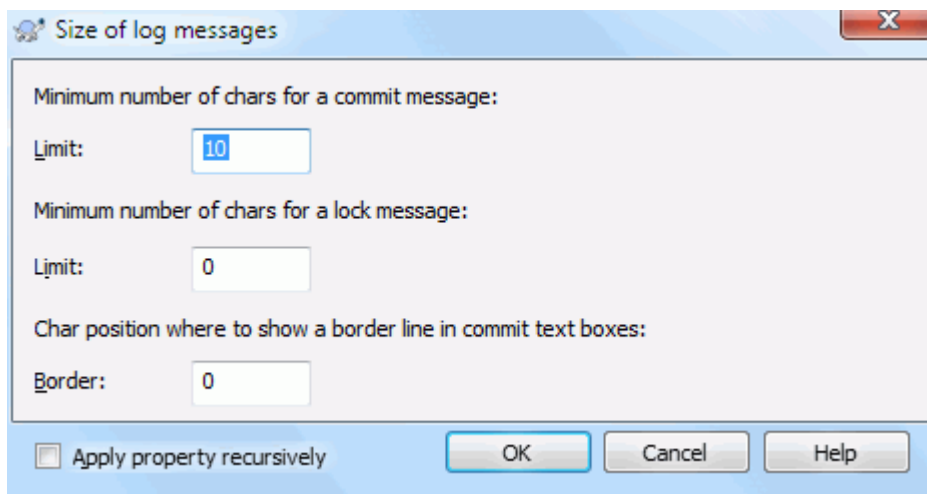 Size of log messages
Minimum number of chars for a commit message:
Limit: 10
Minimum number of chars for a lock message:
Limit: 0
Char position where to show a border line in commit text boxes:
Border: 0
Apply property recursively OK Cancel Help